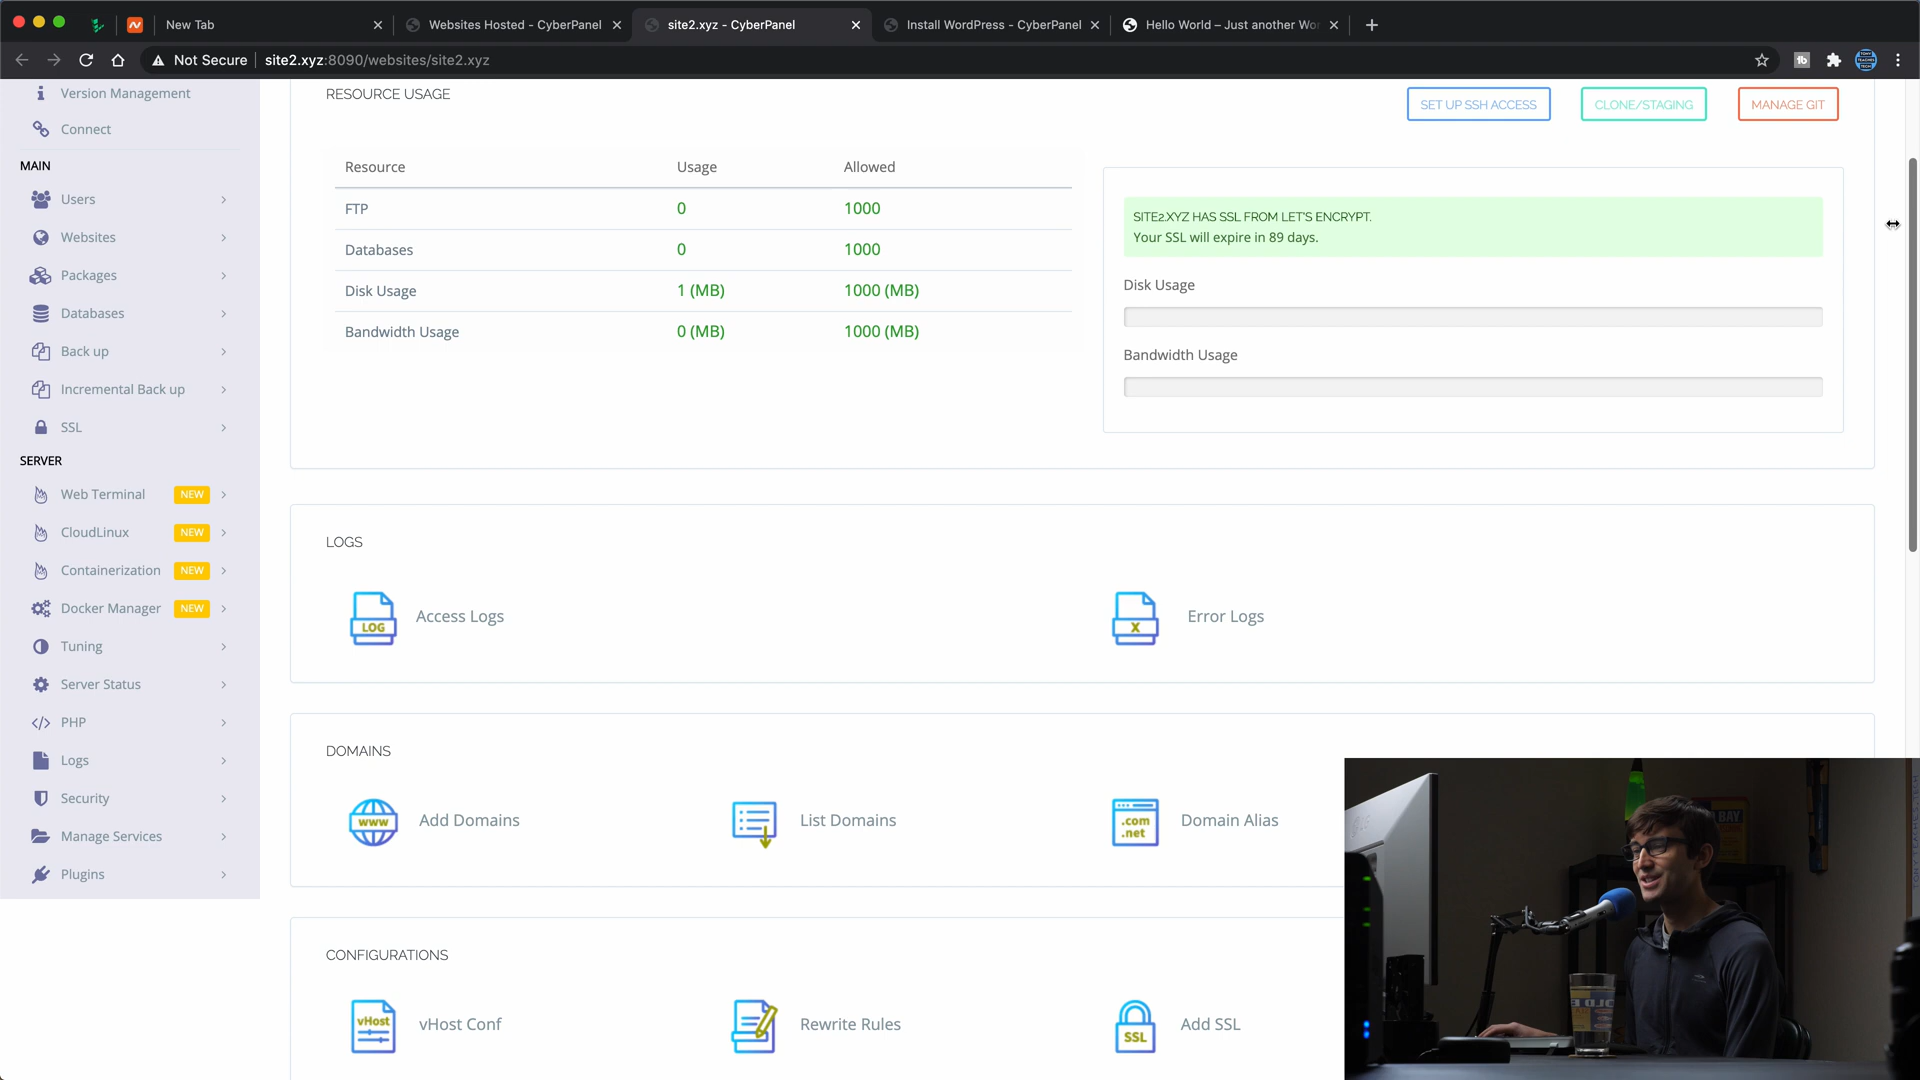 New Tab
Websites Hosted - CyberPanel
site2.xyz - CyberPanel
Install WordPress - CyberPanel
Hello World – Just another Wo
Not Secure
site2.xyz:8090/websites/site2.xyz
Version Management
Connect
MAIN
Users
Websites
Packages
Databases
Back up
Incremental Back up
SSL
SERVER
Web Terminal NEW
CloudLinux NEW
Containerization NEW
Docker Manager NEW
Tuning
Server Status
PHP
Logs
Security
Manage Services
Plugins
RESOURCE USAGE
SET UP SSH ACCESS
CLONE/STAGING
MANAGE GIT
Resource Usage Allowed
FTP 0 1000
Databases 0 1000
Disk Usage 1 (MB) 1000 (MB)
Bandwidth Usage 0 (MB) 1000 (MB)
SITE2.XYZ HAS SSL FROM LET'S ENCRYPT.
Your SSL will expire in 89 days.
Disk Usage
Bandwidth Usage
LOGS
LOG
Access Logs
X
Error Logs
DOMAINS
www
Add Domains
List Domains
.com
.net
Domain Alias
CONFIGURATIONS
vHost
vHost Conf
Rewrite Rules
SSL
Add SSL